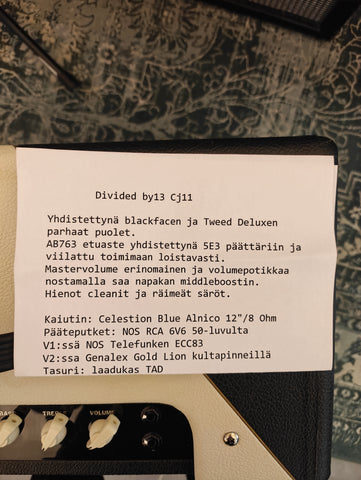 Divided by13 Cj11
Yhdistettynä blackfacen ja Tweed Deluxen
parhaat puolet.
AB763 etuaste yhdistettynä 5E3 päättäriin ja
viilattu toimimaan loistavasti.
Mastervolume erinomainen ja volumepotikkaa
nostamalla saa napakan middleboostin.
Hienot cleanit ja räimeät säröt.
Kaiutin: Celestion Blue Alnico 12"/8 Ohm
Pääteputket: NOS RCA 6V6 50-luvulta
V1:ssä NOS Telefunken ECC83
V2:ssa Genalex Gold Lion kultapinneillä
Tasuri: laadukas TAD
VOLUME